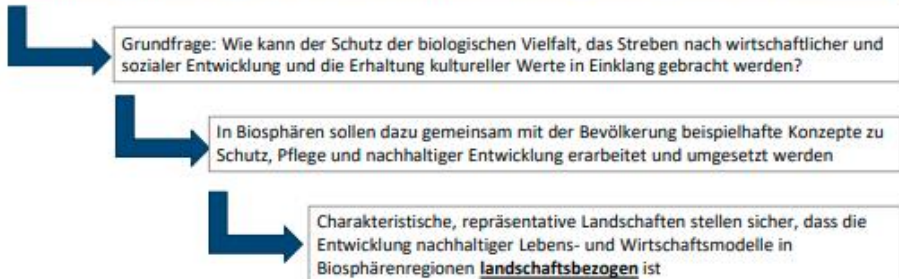 Grundfrage: Wie kann der Schutz der biologischen Vielfalt, das Streben nach wirtschaftlicher und
sozialer Entwicklung und die Erhaltung kultureller Werte in Einklang gebracht werden?
In Biosphären sollen dazu gemeinsam mit der Bevölkerung beispielhafte Konzepte zu
Schutz, Pflege und nachhaltiger Entwicklung erarbeitet und umgesetzt werden
Charakteristische, repräsentative Landschaften stellen sicher, dass die
Entwicklung nachhaltiger Lebens- und Wirtschaftsmodelle in
Biosphärenregionen landschaftsbezogen ist